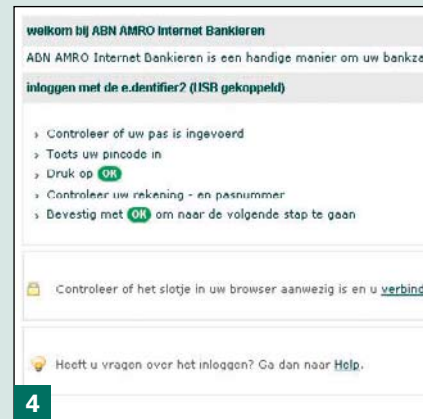 welkom bij ABN AMRO Internet Bankieren
ABN AMRO Internet Bankieren is een handige manier om uw bankza
inloggen met de e.dentifier2 (USB gekoppeld)
› Controleer of uw pas is ingevoerd
› Toets uw pincode in
› Druk op OK
› Controleer uw rekening - en pasnummer
› Bevestig met OK om naar de volgende stap te gaan
Controleer of het slotje in uw browser aanwezig is en u verbind
Heeft u vragen over het inloggen? Ga dan naar Help.
4